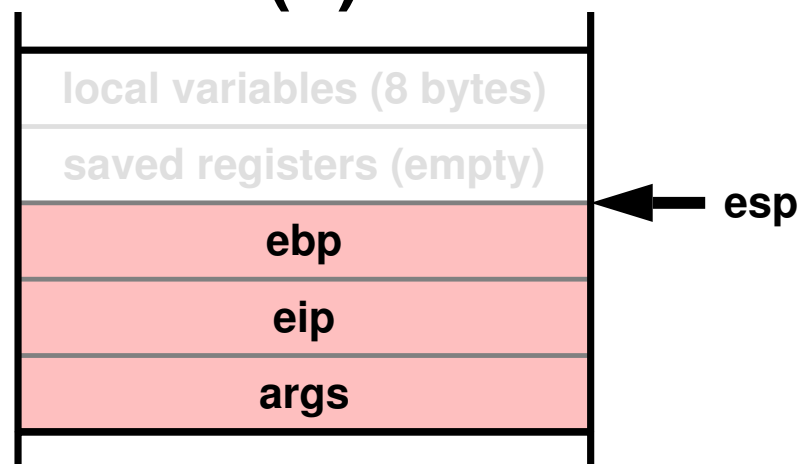 local variables (8 bytes)
saved registers (empty)
esp
ebp
eip
args